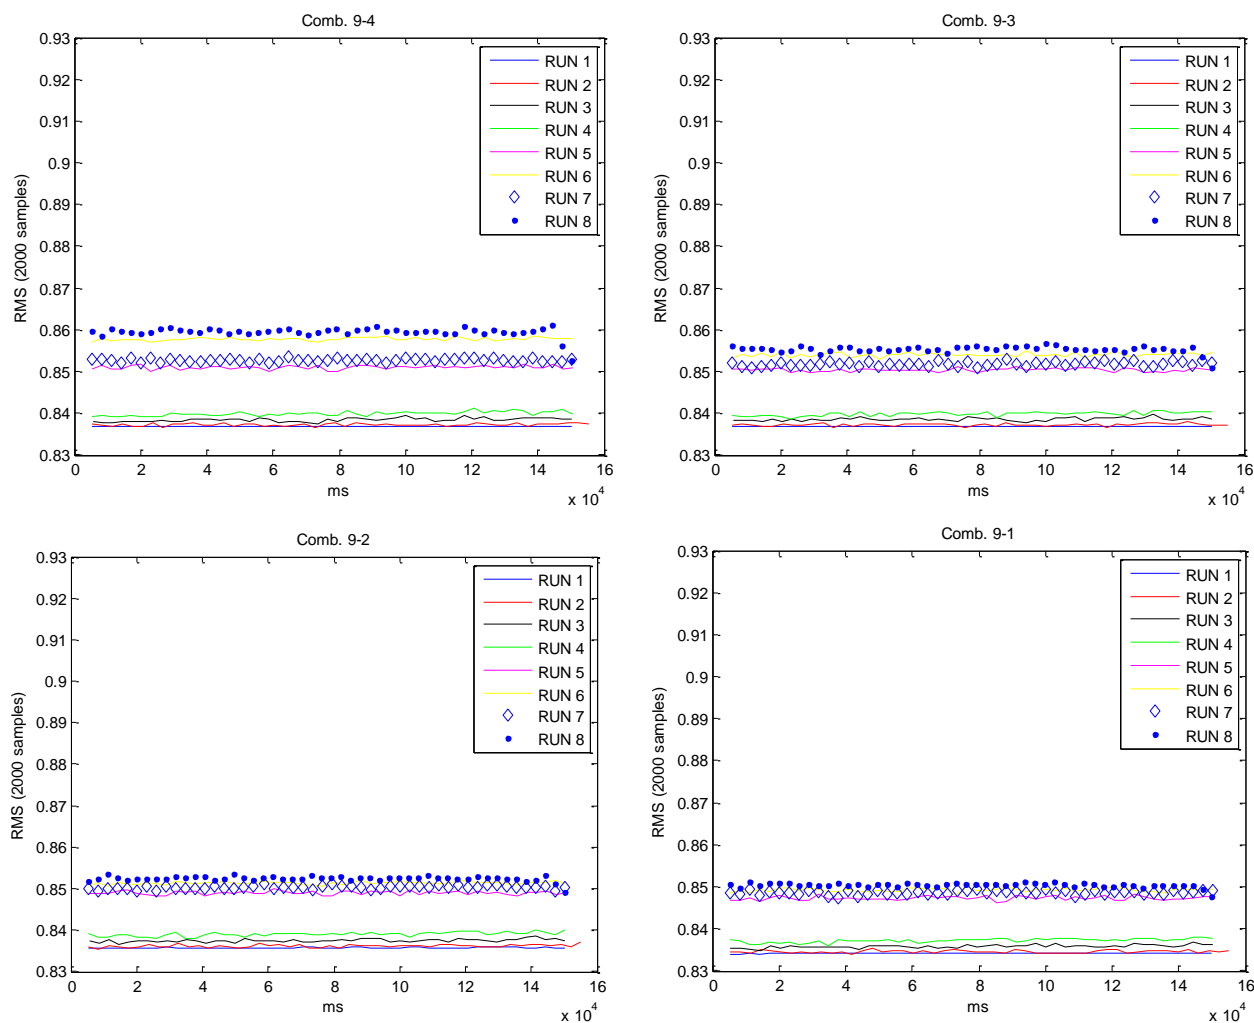 Comb. 9-4
0.93
0.92
0.91
0.9
0.89
0.88
0.87
0.86
0.85
0.84
0.83
RMS (2000 samples)
0 2 4 6 8 10 12 14 16
ms
x 10^4
RUN 1
RUN 2
RUN 3
RUN 4
RUN 5
RUN 6
RUN 7
RUN 8
Comb. 9-3
0.93
0.92
0.91
0.9
0.89
0.88
0.87
0.86
0.85
0.84
0.83
RMS (2000 samples)
0 2 4 6 8 10 12 14 16
ms
x 10^4
RUN 1
RUN 2
RUN 3
RUN 4
RUN 5
RUN 6
RUN 7
RUN 8
Comb. 9-2
0.93
0.92
0.91
0.9
0.89
0.88
0.87
0.86
0.85
0.84
0.83
RMS (2000 samples)
0 2 4 6 8 10 12 14 16
ms
x 10^4
RUN 1
RUN 2
RUN 3
RUN 4
RUN 5
RUN 6
RUN 7
RUN 8
Comb. 9-1
0.93
0.92
0.91
0.9
0.89
0.88
0.87
0.86
0.85
0.84
0.83
RMS (2000 samples)
0 2 4 6 8 10 12 14 16
ms
x 10^4
RUN 1
RUN 2
RUN 3
RUN 4
RUN 5
RUN 6
RUN 7
RUN 8